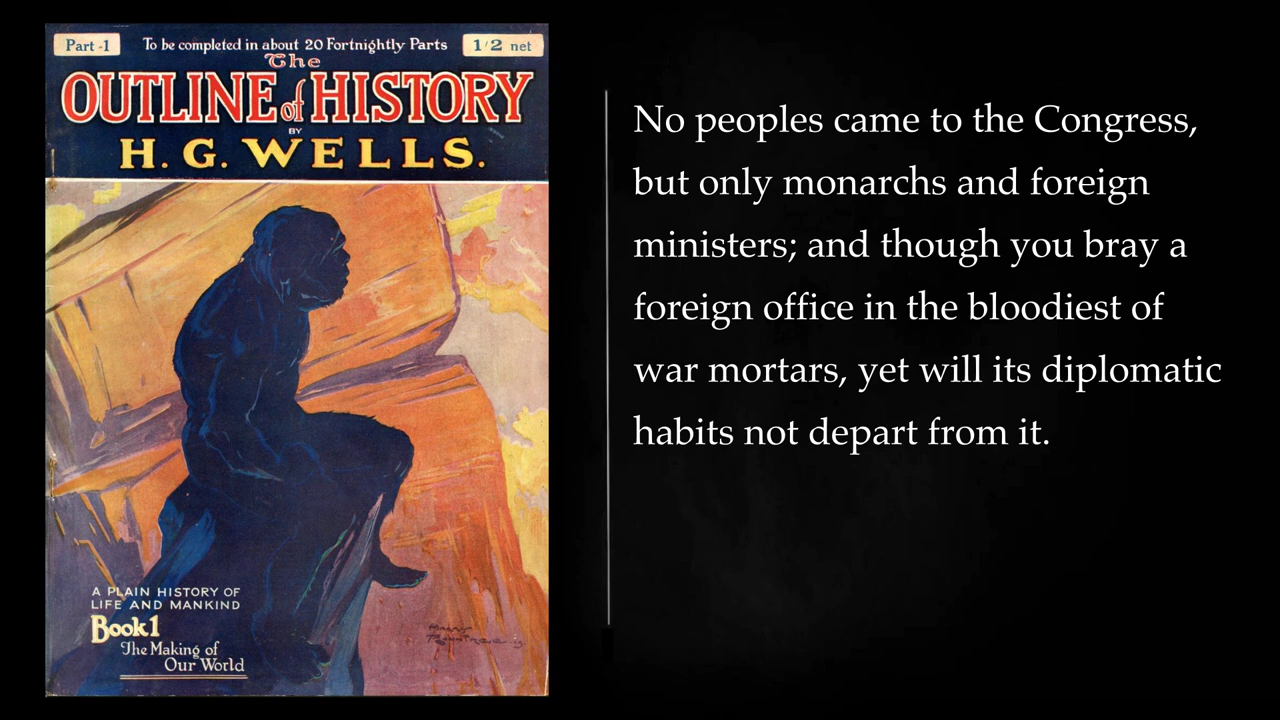 Part -1
To be completed in about 20 Fortnightly Parts
1/2 net
The
OUTLINE of HISTORY
BY
H. G. WELLS.
A PLAIN HISTORY OF
LIFE AND MANKIND
Book 1
The Making of
Our World
No peoples came to the Congress,
but only monarchs and foreign
ministers; and though you bray a
foreign office in the bloodiest of
war mortars, yet will its diplomatic
habits not depart from it.